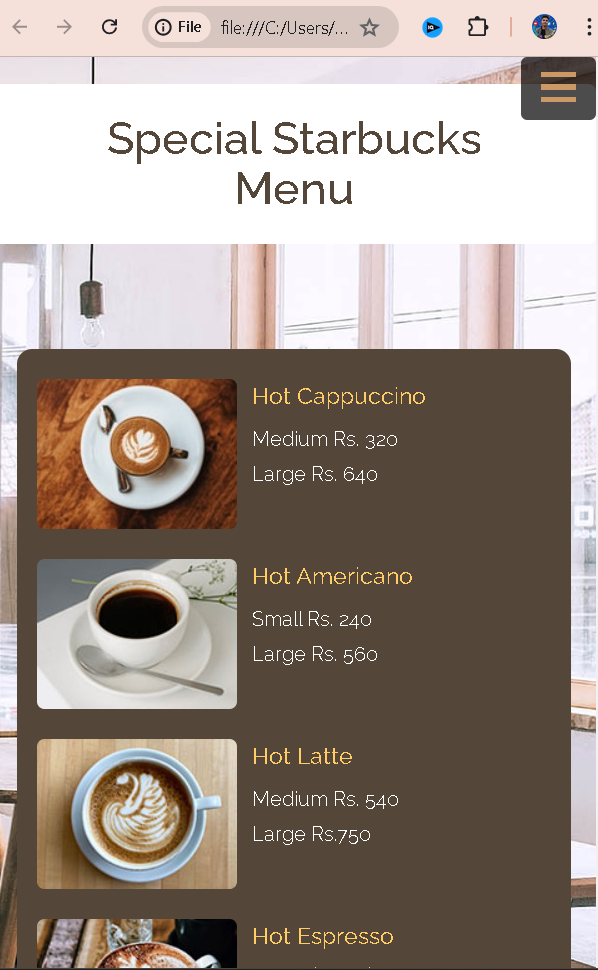 File file:///C:/Users/...
Special Starbucks
Menu
Hot Cappuccino
Medium Rs. 320
Large Rs. 640
Hot Americano
Small Rs. 240
Large Rs. 560
Hot Latte
Medium Rs. 540
Large Rs.750
Hot Espresso